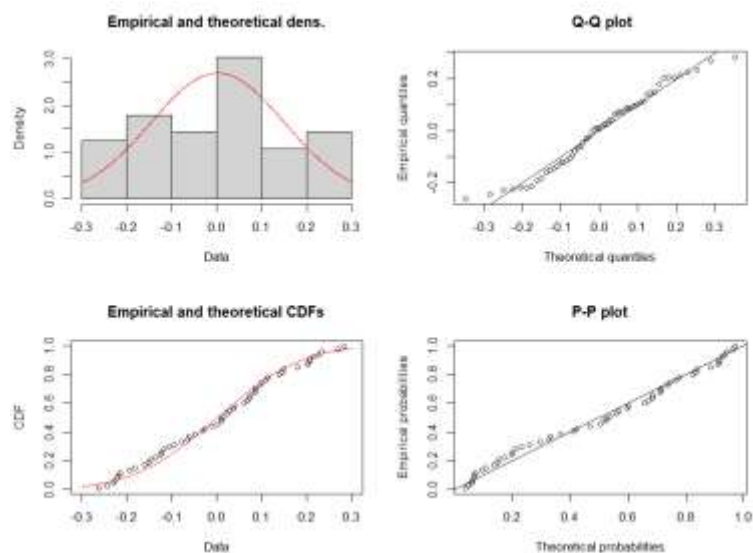 Empirical and theoretical dens.
Density
0.0 1.0 2.0 3.0
-0.3 -0.2 -0.1 0.0 0.1 0.2 0.3
Data
Q-Q plot
Empirical quantiles
-0.2 0.0 0.2
-0.3 -0.2 -0.1 0.0 0.1 0.2 0.3
Theoretical quantiles
Empirical and theoretical CDFs
CDF
0.0 0.2 0.4 0.6 0.8 1.0
-0.3 -0.2 -0.1 0.0 0.1 0.2 0.3
Data
P-P plot
Empirical probabilities
0.0 0.2 0.4 0.6 0.8 1.0
0.2 0.4 0.6 0.8 1.0
Theoretical probabilities